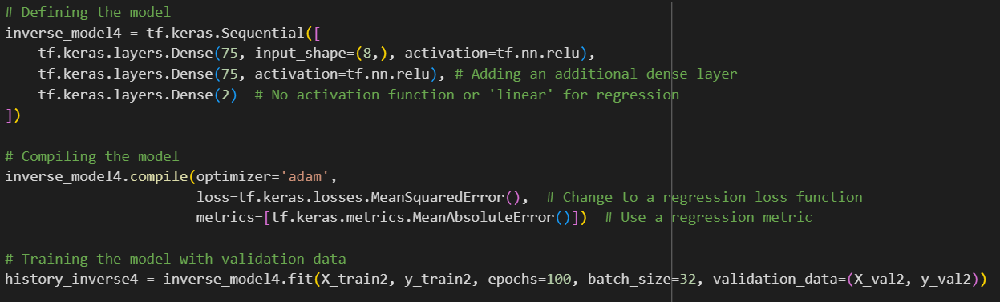 # Defining the model
inverse_model4 = tf.keras.Sequential([
    tf.keras.layers.Dense(75, input_shape=(8,), activation=tf.nn.relu),
    tf.keras.layers.Dense(75, activation=tf.nn.relu), # Adding an additional dense layer
    tf.keras.layers.Dense(2)  # No activation function or 'linear' for regression
])

# Compiling the model
inverse_model4.compile(optimizer='adam',
                       loss=tf.keras.losses.MeanSquaredError(),  # Change to a regression loss function
                       metrics=[tf.keras.metrics.MeanAbsoluteError()])  # Use a regression metric

# Training the model with validation data
history_inverse4 = inverse_model4.fit(X_train2, y_train2, epochs=100, batch_size=32, validation_data=(X_val2, y_val2))